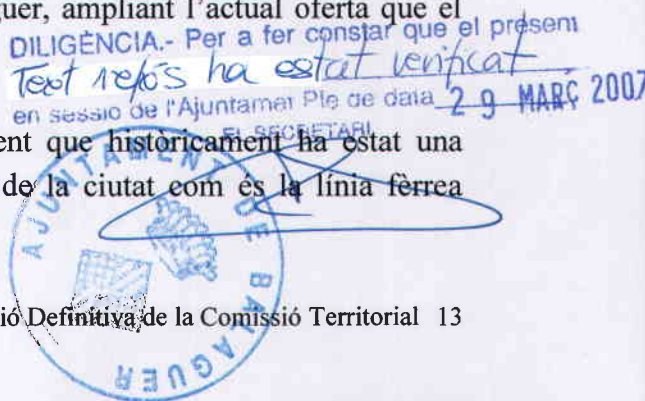 guer, ampliant l'actual oferta que el
DILIGÈNCIA.- Per a fer constar que el present
Text refós ha estat verificat
en sessio de l'Ajuntamen Ple de data 29 MARÇ 2007
EL SECRETARI
ent que històricament ha estat una
de la ciutat com és la línia fèrrea
AJUNTAMENT DE BALAGUER
ió Definitiva de la Comissió Territorial 13